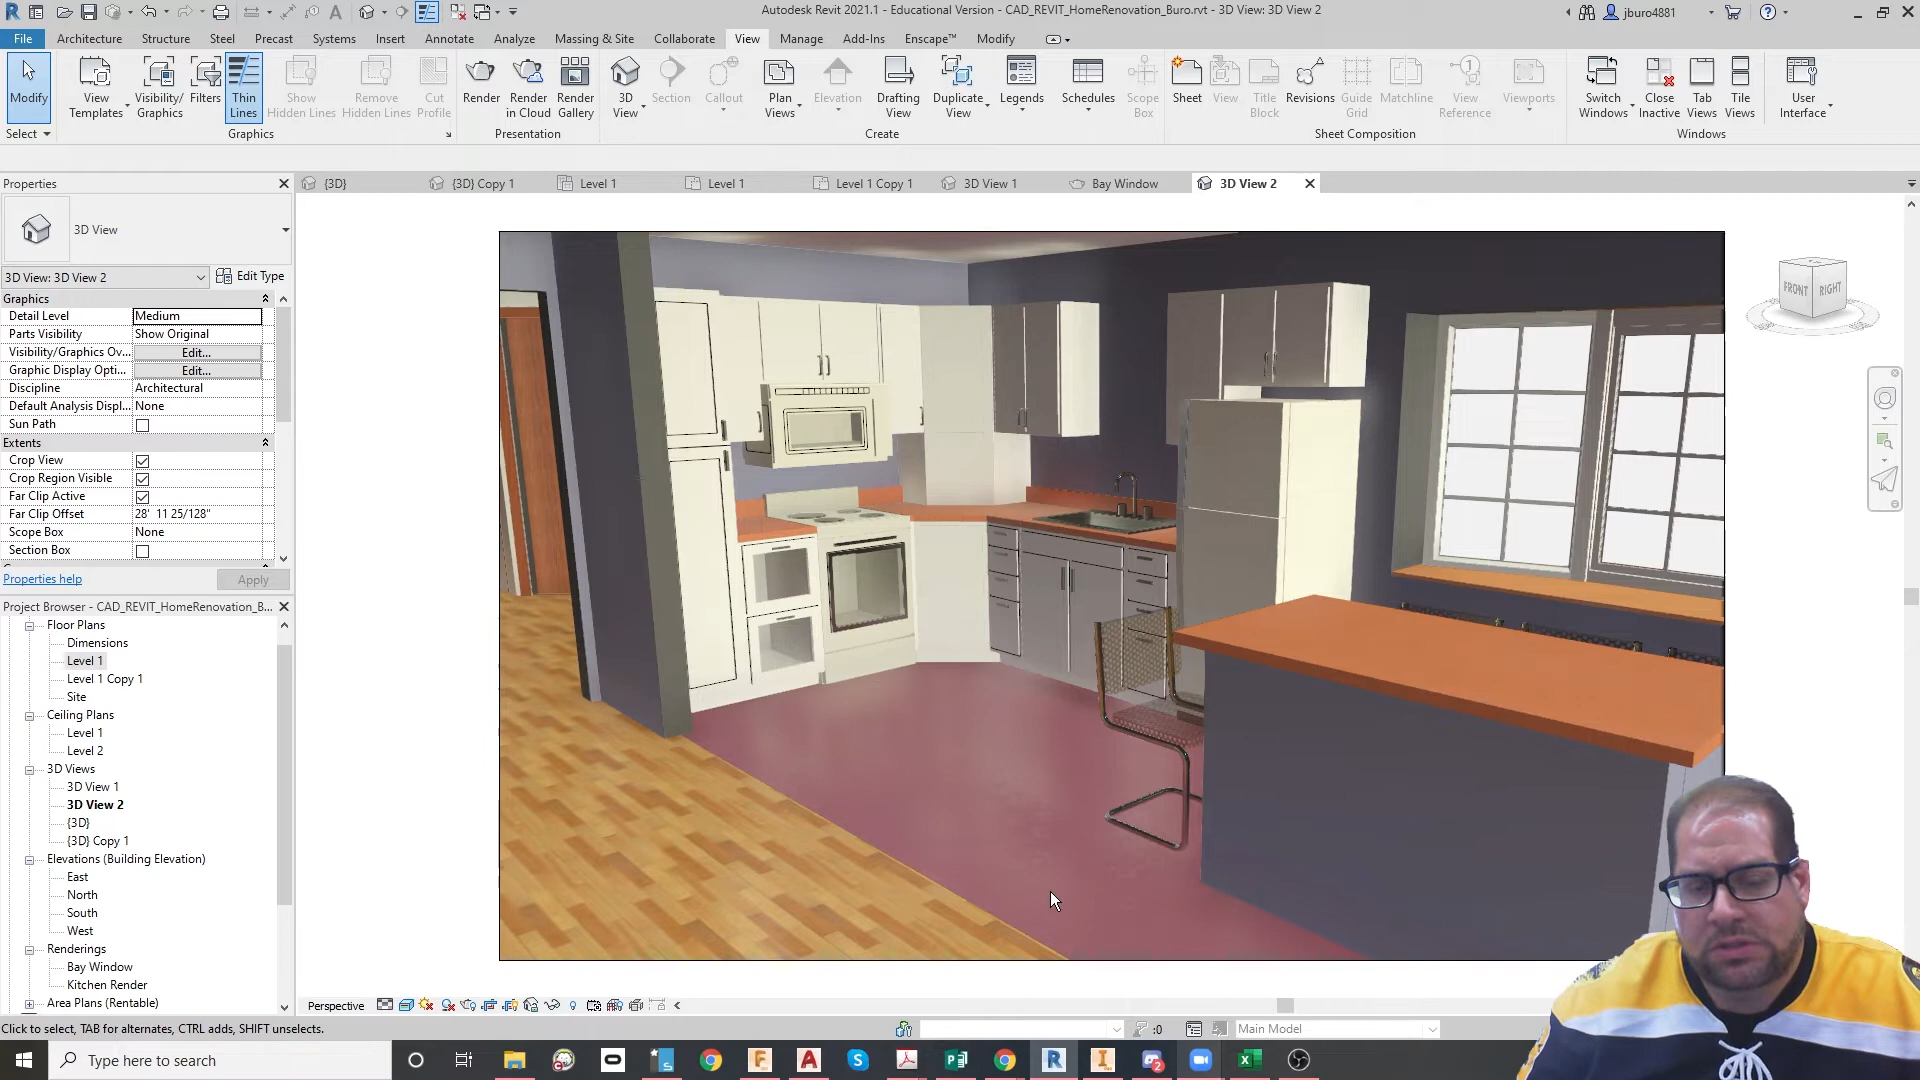 Autodesk Revit 2021.1 - Educational Version - CAD_REVIT_HomeRenovation_Buro.rvt - 3D View: 3D View 2
jburo4881
File Architecture Structure Steel Precast Systems Insert Annotate Analyze Massing & Site Collaborate View Manage Add-Ins Enscape™ Modify
Modify View Templates Visibility/ Graphics Filters Thin Lines Show Hidden Lines Remove Hidden Lines Cut Profile Render Render in Cloud Render Gallery 3D View Section Callout Plan Views Elevation Drafting View Duplicate View Legends Schedules Scope Box Sheet View Title Block Revisions Guide Grid Matchline View Reference Viewports Switch Windows Close Inactive Tab Views Tile Views User Interface
Select Graphics Presentation Create Sheet Composition Windows
Properties
{3D} {3D} Copy 1 Level 1 Level 1 Level 1 Copy 1 3D View 1 Bay Window 3D View 2
3D View
3D View: 3D View 2 Edit Type
Graphics
Detail Level Medium
Parts Visibility Show Original
Visibility/Graphics Ov... Edit...
Graphic Display Opti... Edit...
Discipline Architectural
Default Analysis Displ... None
Sun Path
Extents
Crop View
Crop Region Visible
Far Clip Active
Far Clip Offset 28' 11 25/128"
Scope Box None
Section Box
Properties help Apply
FRONT RIGHT
Project Browser - CAD_REVIT_HomeRenovation_B...
Floor Plans
Dimensions
Level 1
Level 1 Copy 1
Site
Ceiling Plans
Level 1
Level 2
3D Views
3D View 1
3D View 2
{3D}
{3D} Copy 1
Elevations (Building Elevation)
East
North
South
West
Renderings
Bay Window
Kitchen Render
Area Plans (Rentable)
Perspective
Click to select, TAB for alternates, CTRL adds, SHIFT unselects.
:0 Main Model
Type here to search